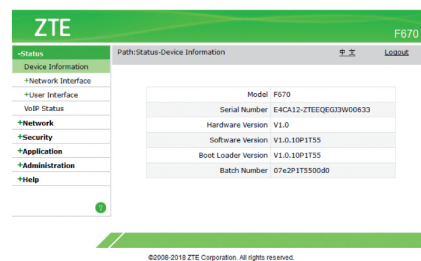 ZTE
F670
-Status
Path:Status-Device Information
中 文
Logout
Device Information
+Network Interface
+User Interface
VoIP Status
+Network
+Security
+Application
+Administration
+Help
?
Model F670
Serial Number E4CA12-ZTEEQEGJ3W00633
Hardware Version V1.0
Software Version V1.0.10P1T55
Boot Loader Version V1.0.10P1T55
Batch Number 07e2P1T5500d0
©2008-2018 ZTE Corporation. All rights reserved.